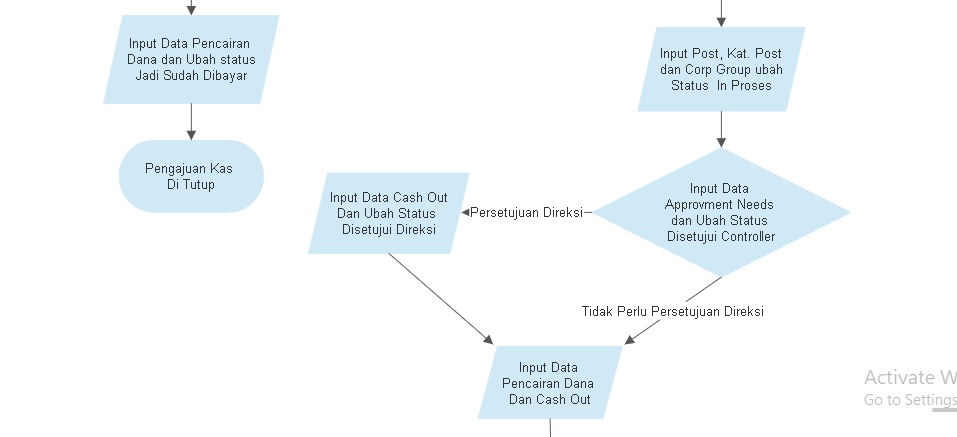 Input Data Pencairan
Dana dan Ubah status
Jadi Sudah Dibayar
Pengajuan Kas
Di Tutup
Input Post, Kat. Post
dan Corp Group ubah
Status In Proses
Input Data
Approvment Needs
dan Ubah Status
Disetujui Controller
Persetujuan Direksi
Input Data Cash Out
Dan Ubah Status
Disetujui Direksi
Tidak Perlu Persetujuan Direksi
Input Data
Pencairan Dana
Dan Cash Out
Activate W
Go to Settings